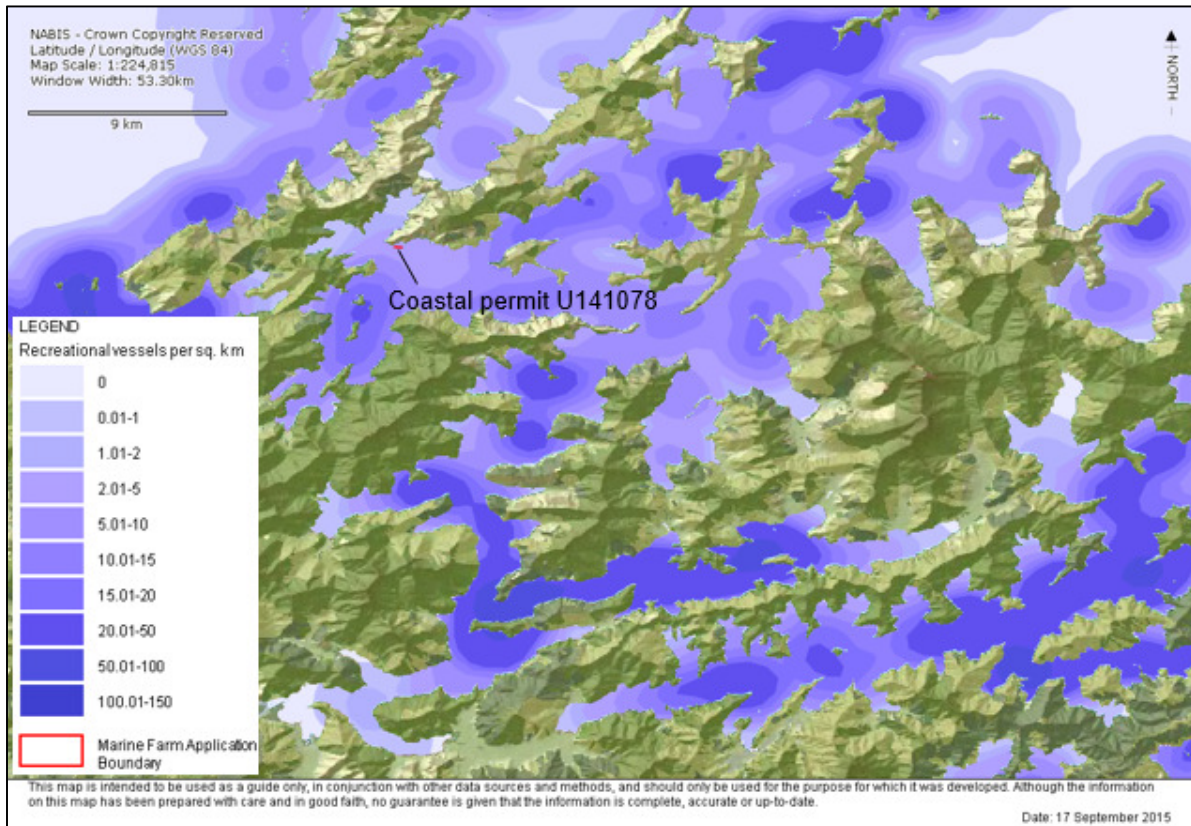 NABIS - Crown Copyright Reserved
Latitude / Longitude (WGS 84)
Map Scale: 1:224,815
Window Width: 53.30km
9 km
NORTH
Coastal permit U141078
LEGEND
Recreational vessels per sq. km
0
0.01-1
1.01-2
2.01-5
5.01-10
10.01-15
15.01-20
20.01-50
50.01-100
100.01-150
Marine Farm Application
Boundary
This map is intended to be used as a guide only, in conjunction with other data sources and methods, and should only be used for the purpose for which it was developed. Although the information
on this map has been prepared with care and in good faith, no guarantee is given that the information is complete, accurate or up-to-date.
Date: 17 September 2015